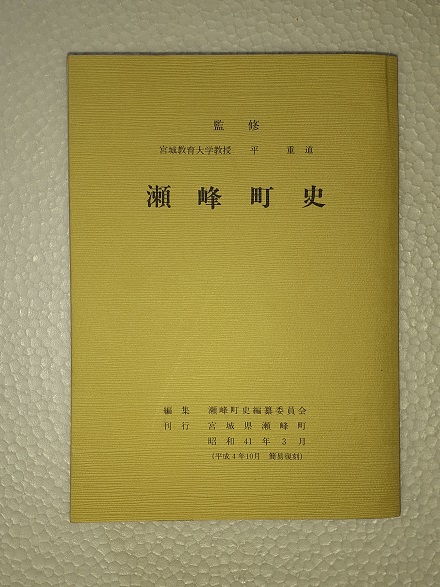 監修
宮城教育大学教授 平 重道
瀬峰町史
編集 瀬峰町史編纂委員会
刊行 宮城県瀬峰町
昭和41年3月
(平成4年10月 簡易復刻)